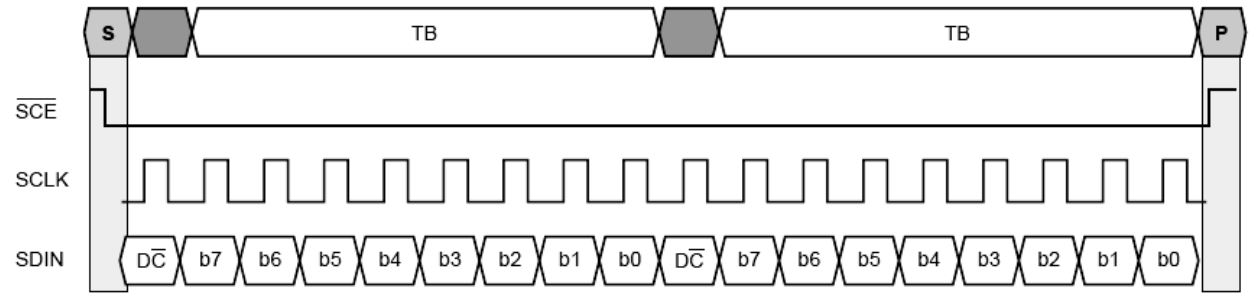 S TB TB P
S̅C̅E̅
SCLK
SDIN DC̅ b7 b6 b5 b4 b3 b2 b1 b0 DC̅ b7 b6 b5 b4 b3 b2 b1 b0